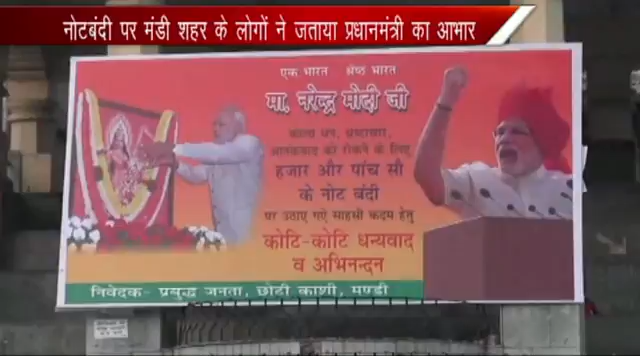 नोटबंदी पर मंडी शहर के लोगों ने जताया प्रधानमंत्री का आभार
एक भारत श्रेष्ठ भारत
मा. नरेन्द्र मोदी जी
काला धन, भ्रष्टाचार,
आतंकवाद को रोकने के लिए,
हजार और पांच सौ
के नोट बंदी
पर उठाए गऐ साहसी कदम हेतु
कोटि-कोटि धन्यवाद
व अभिनन्दन
निवेदक- प्रबुद्ध जनता, छोटी काशी, मण्डी